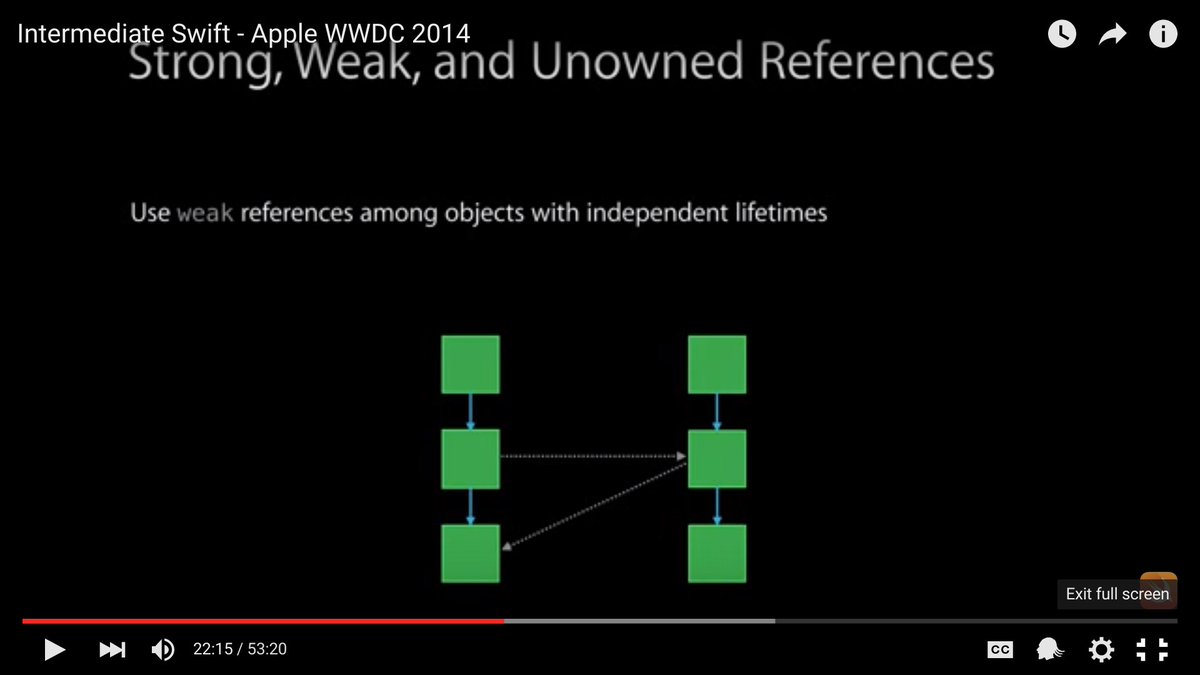 Intermediate Swift - Apple WWDC 2014
Strong, Weak, and Unowned References
Use weak references among objects with independent lifetimes
Exit full screen
22:15 / 53:20
CC